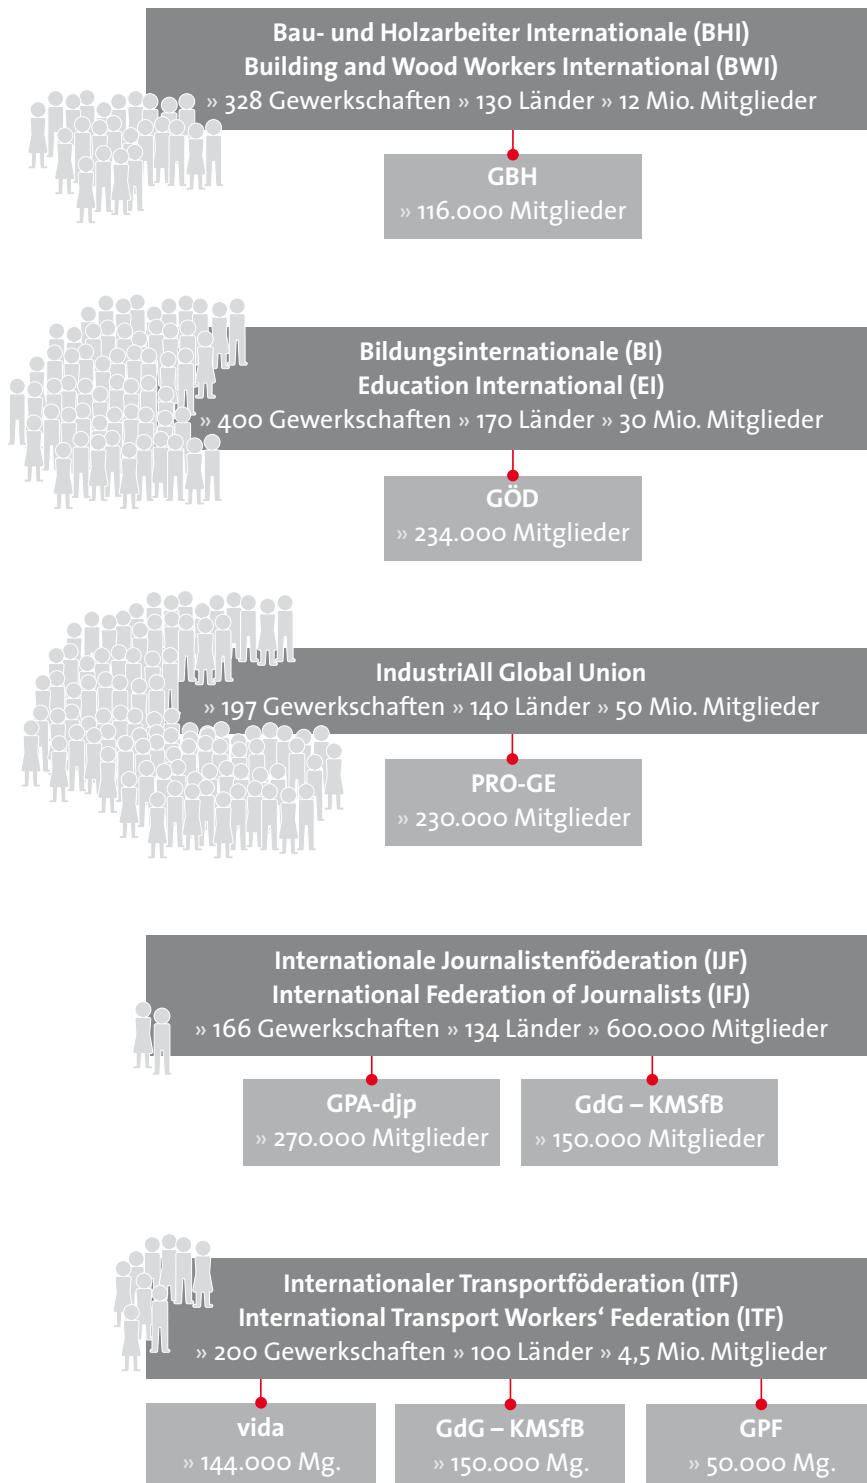 Bau- und Holzarbeiter Internationale (BHI)
Building and Wood Workers International (BWI)
» 328 Gewerkschaften » 130 Länder » 12 Mio. Mitglieder
GBH
» 116.000 Mitglieder
Bildungsinternationale (BI)
Education International (EI)
» 400 Gewerkschaften » 170 Länder » 30 Mio. Mitglieder
GÖD
» 234.000 Mitglieder
IndustriAll Global Union
» 197 Gewerkschaften » 140 Länder » 50 Mio. Mitglieder
PRO-GE
» 230.000 Mitglieder
Internationale Journalistenföderation (IJF)
International Federation of Journalists (IFJ)
» 166 Gewerkschaften » 134 Länder » 600.000 Mitglieder
GPA-djp
» 270.000 Mitglieder
GdG – KMSfB
» 150.000 Mitglieder
Internationaler Transportföderation (ITF)
International Transport Workers‘ Federation (ITF)
» 200 Gewerkschaften » 100 Länder » 4,5 Mio. Mitglieder
vida
» 144.000 Mg.
GdG – KMSfB
» 150.000 Mg.
GPF
» 50.000 Mg.